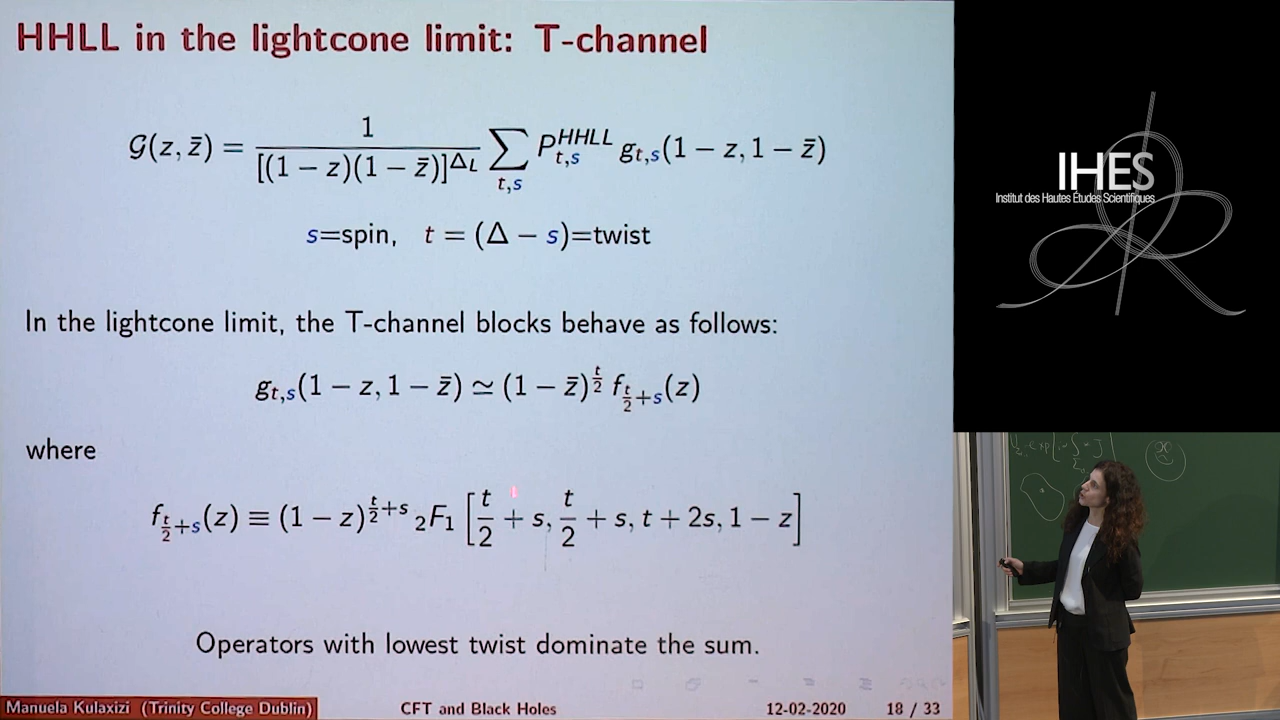 HHLL in the lightcone limit: T-channel
𝒢(z, z̄) = 1 / [(1 − z)(1 − z̄)]^{Δ_L} ∑_{t,s} P^{HHLL}_{t,s} g_{t,s}(1 − z, 1 − z̄)
s=spin, t = (Δ − s)=twist
In the lightcone limit, the T-channel blocks behave as follows:
g_{t,s}(1 − z, 1 − z̄) ≃ (1 − z̄)^{t/2} f_{t/2+s}(z)
where
f_{t/2+s}(z) ≡ (1 − z)^{t/2+s} ₂F₁ [t/2 + s, t/2 + s, t + 2s, 1 − z]
Operators with lowest twist dominate the sum.
Manuela Kulaxizi (Trinity College Dublin) CFT and Black Holes 12-02-2020 18 / 33
IHES
Institut des Hautes Études Scientifiques